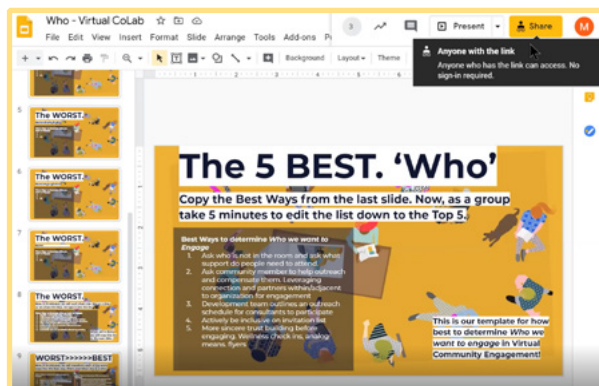 Who - Virtual CoLab
File Edit View Insert Format Slide Arrange Tools Add-ons
3
Present
Share
M
Background Layout Theme
Anyone with the link
Anyone who has the link can access. No
sign-in required.
5
The WORST.
6
The WORST.
7
The WORST.
8
The WORST.
9
WORST>>>>>>BEST
The 5 BEST. ‘Who’
Copy the Best Ways from the last slide. Now, as a group
take 5 minutes to edit the list down to the Top 5.
Best Ways to determine Who we want to
Engage
1. Ask who is not in the room and ask what
support do people need to attend.
2. Ask community member to help outreach
and compensate them. Leveraging
connection and partners within/adjacent
to organization for engagement
3. Development team outlines an outreach
schedule for consultants to participate
4. Actively be inclusive on invitation list
5. More sincere trust building before
engaging. Wellness check ins, analog
means. flyers
This is our template for how
best to determine Who we
want to engage in Virtual
Community Engagement!